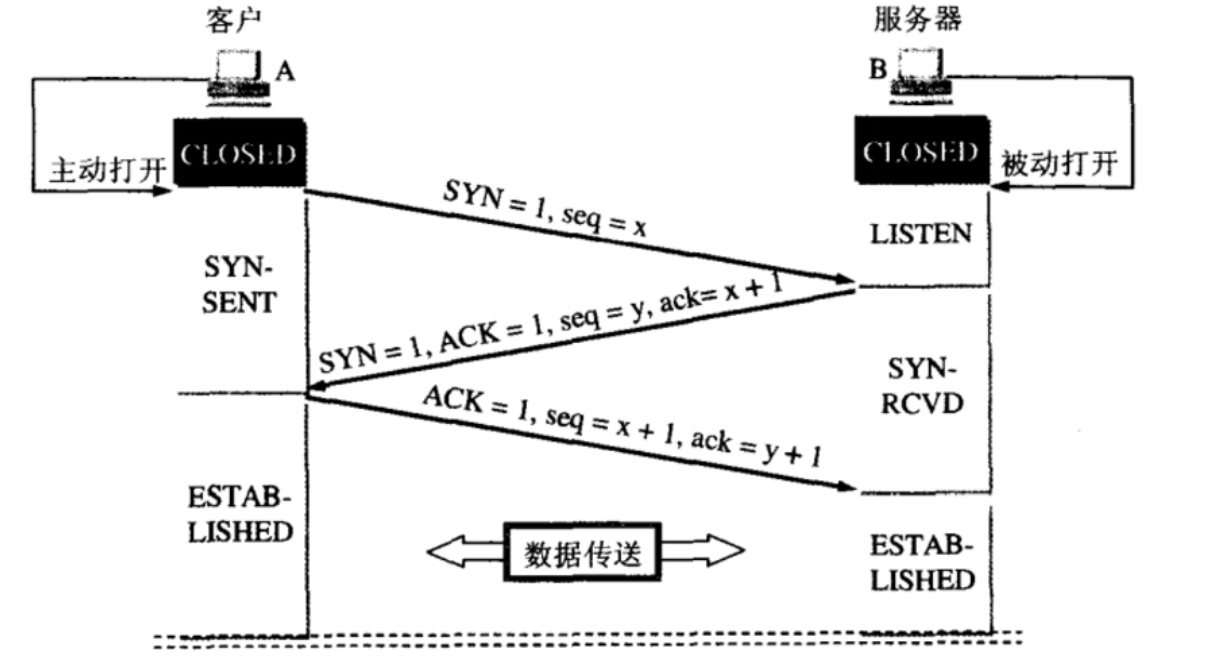 客户
服务器
A
B
CLOSED
CLOSED
主动打开
被动打开
SYN = 1, seq = x
LISTEN
SYN-
SENT
SYN = 1, ACK = 1, seq = y, ack= x + 1
SYN-
RCVD
ACK = 1, seq = x + 1, ack = y + 1
ESTAB-
LISHED
数据传送
ESTAB-
LISHED